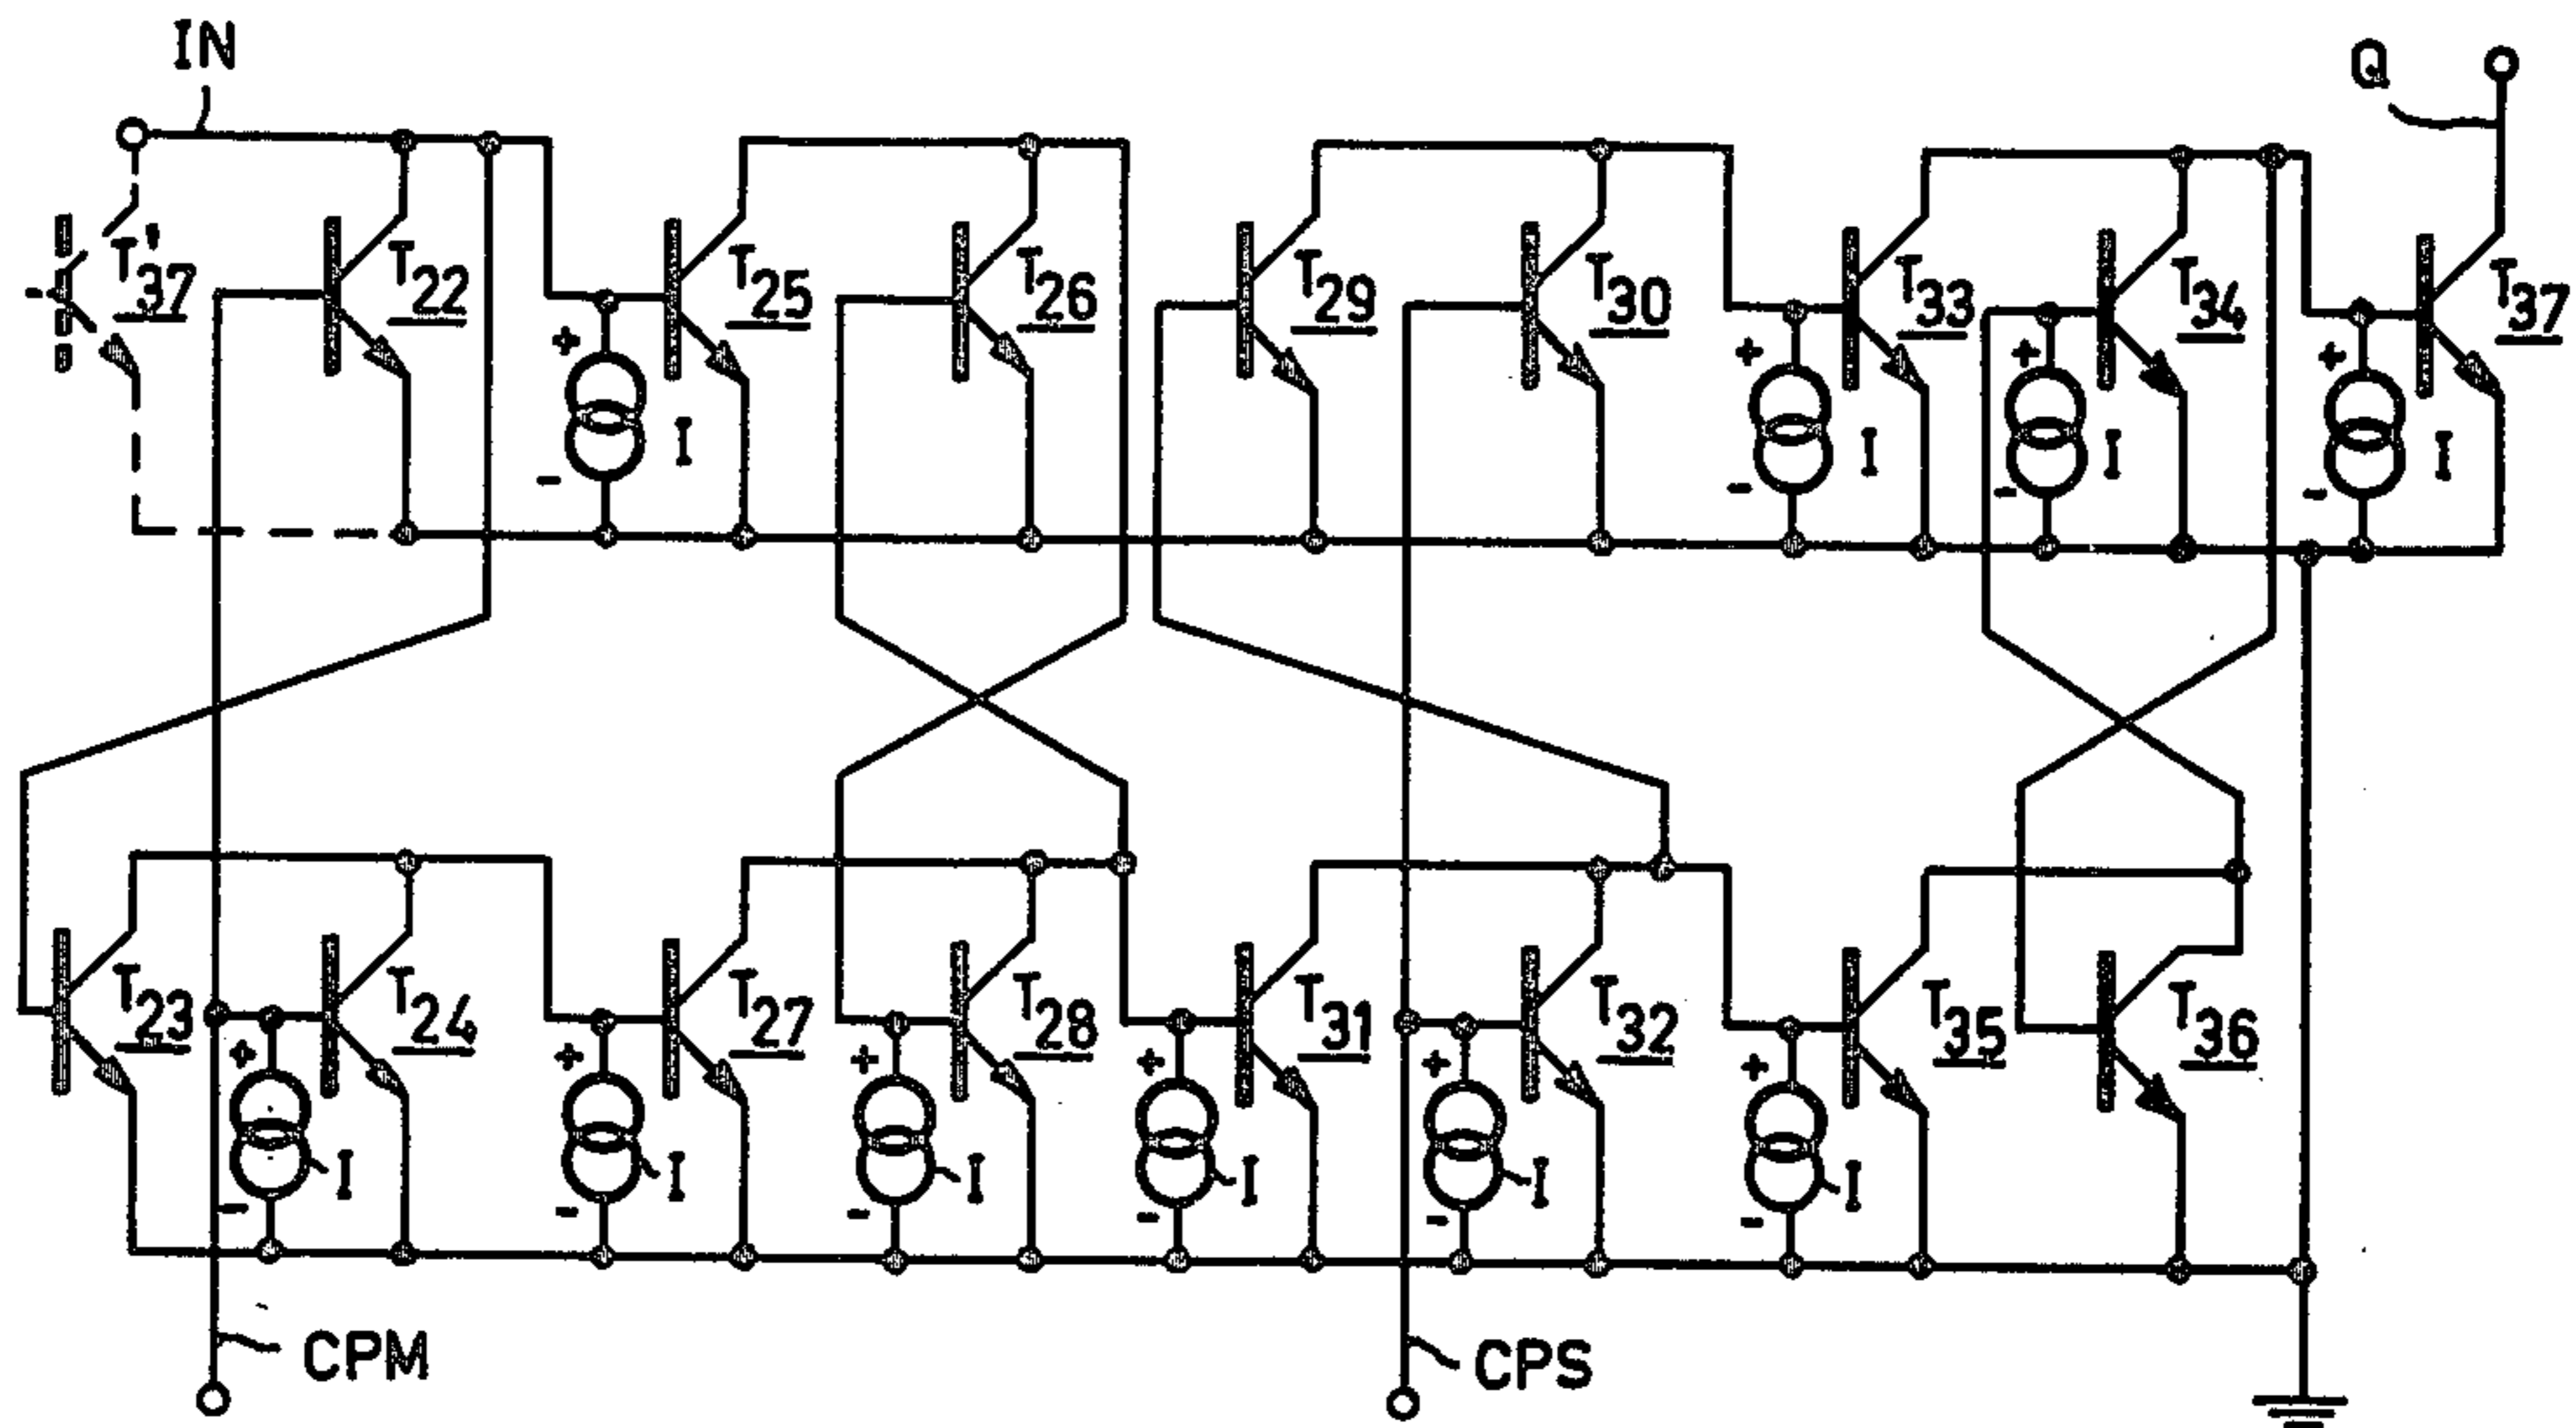 IN
Q
T'37 T22 T25 T26 T29 T30 T33 T34 T37
+ + + +
I I I I
- - - -
T23 T24 T27 T28 T31 T32 T35 T36
+ + + + + +
I I I I I I
- - - - - -
CPM CPS